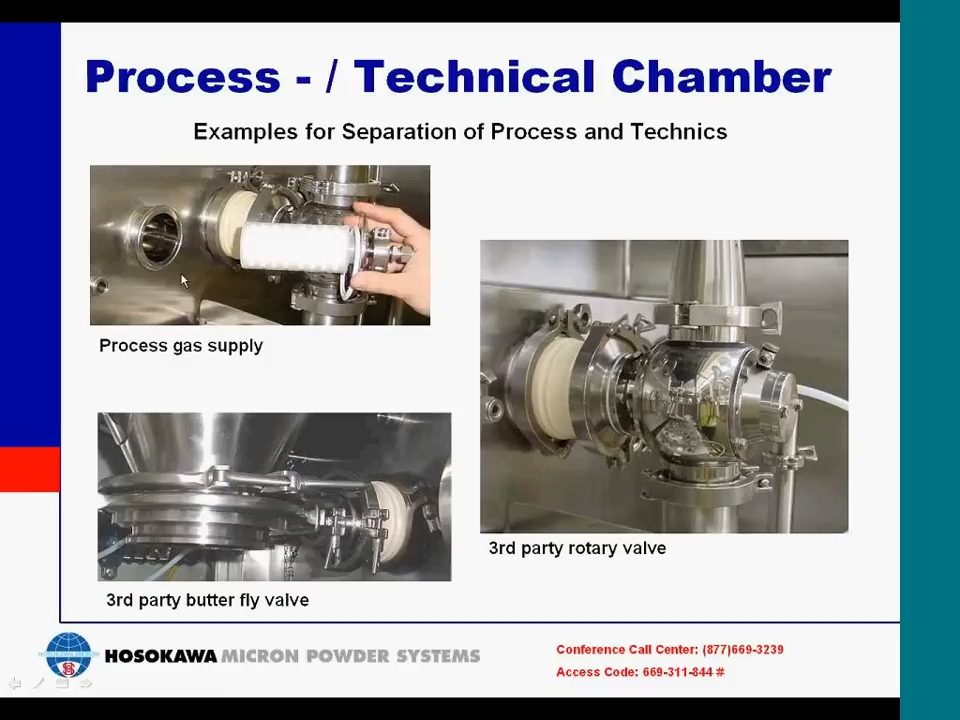 Process - / Technical Chamber
Examples for Separation of Process and Technics
Process gas supply
3rd party rotary valve
3rd party butter fly valve
HOSOKAWA MICRON POWDER SYSTEMS
Conference Call Center: (877)669-3239
Access Code: 669-311-844 #